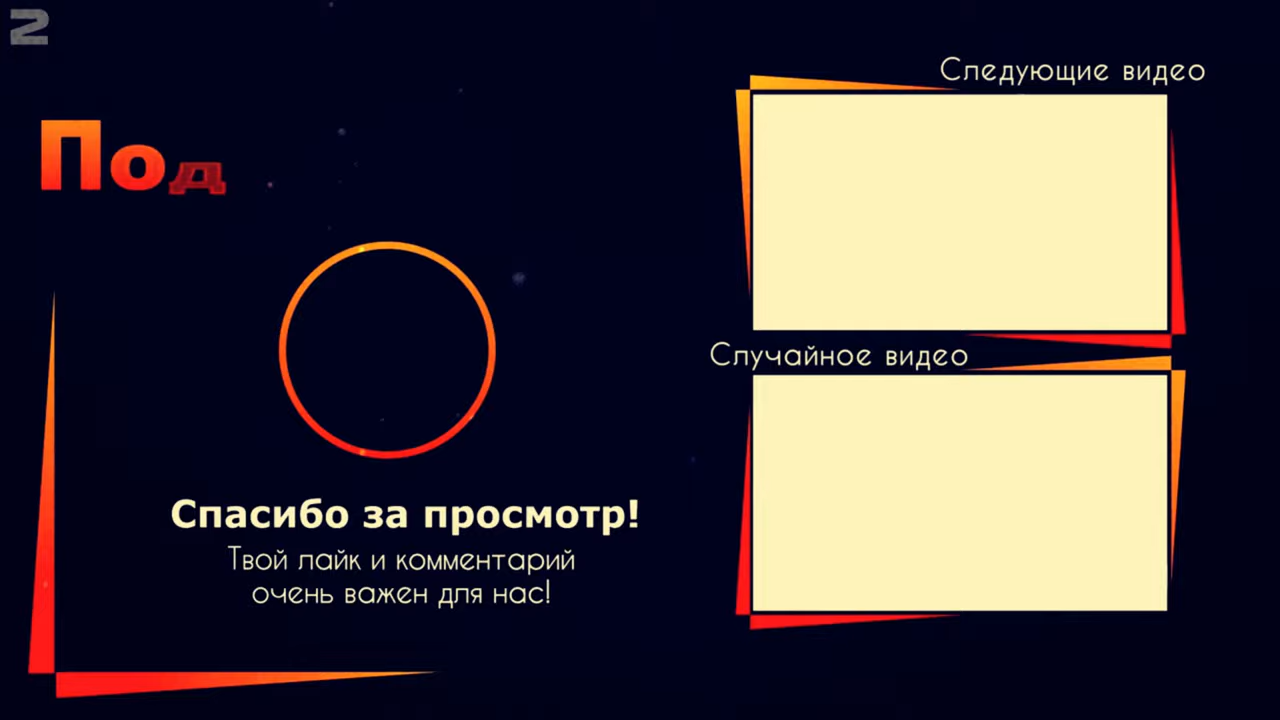 2
Под
Следующие видео
Случайное видео
Спасибо за просмотр!
Твой лайк и комментарий
очень важен для нас!